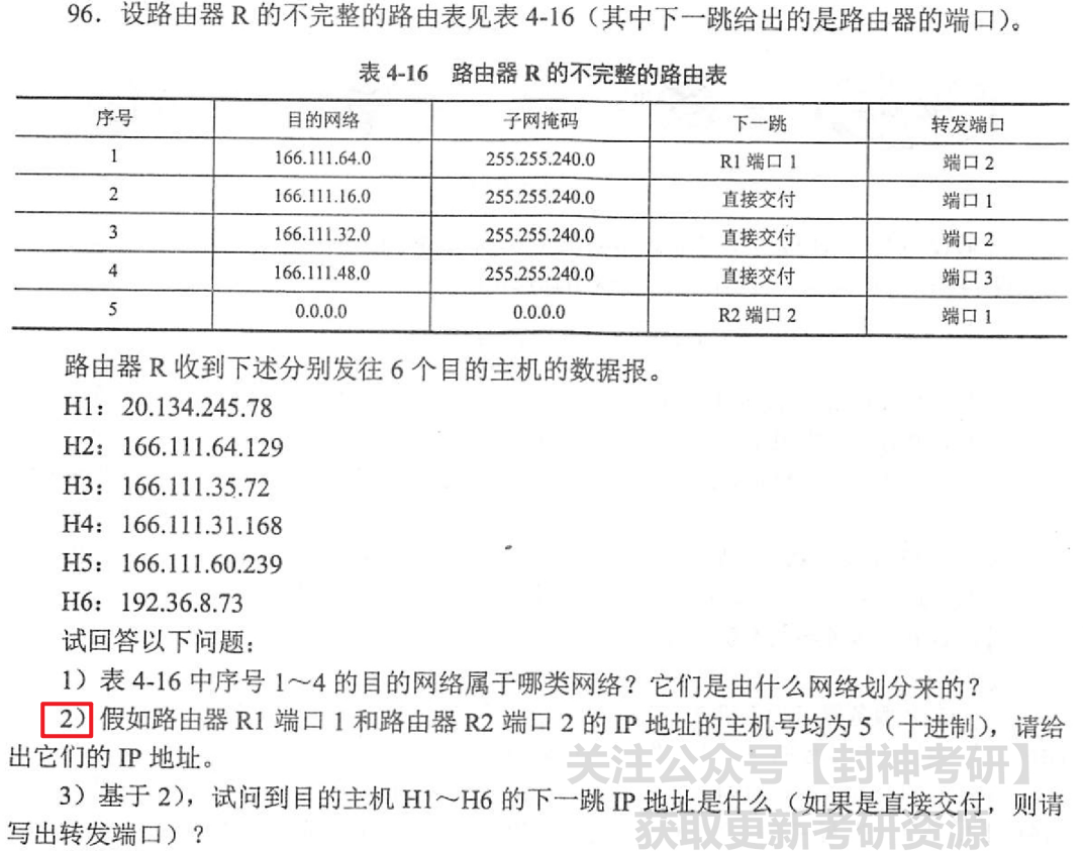 96．设路由器 R 的不完整的路由表见表 4-16（其中下一跳给出的是路由器的端口）。
表 4-16 路由器 R 的不完整的路由表
序号 目的网络 子网掩码 下一跳 转发端口
1 166.111.64.0 255.255.240.0 R1 端口 1 端口 2
2 166.111.16.0 255.255.240.0 直接交付 端口 1
3 166.111.32.0 255.255.240.0 直接交付 端口 2
4 166.111.48.0 255.255.240.0 直接交付 端口 3
5 0.0.0.0 0.0.0.0 R2 端口 2 端口 1
路由器 R 收到下述分别发往 6 个目的主机的数据报。
H1：20.134.245.78
H2：166.111.64.129
H3：166.111.35.72
H4：166.111.31.168
H5：166.111.60.239
H6：192.36.8.73
试回答以下问题：
1）表 4-16 中序号 1～4 的目的网络属于哪类网络？它们是由什么网络划分来的？
2）假如路由器 R1 端口 1 和路由器 R2 端口 2 的 IP 地址的主机号均为 5（十进制），请给
出它们的 IP 地址。
3）基于 2），试问到目的主机 H1～H6 的下一跳 IP 地址是什么（如果是直接交付，则请
写出转发端口）？
关注公众号【封神考研】
获取更新考研资源